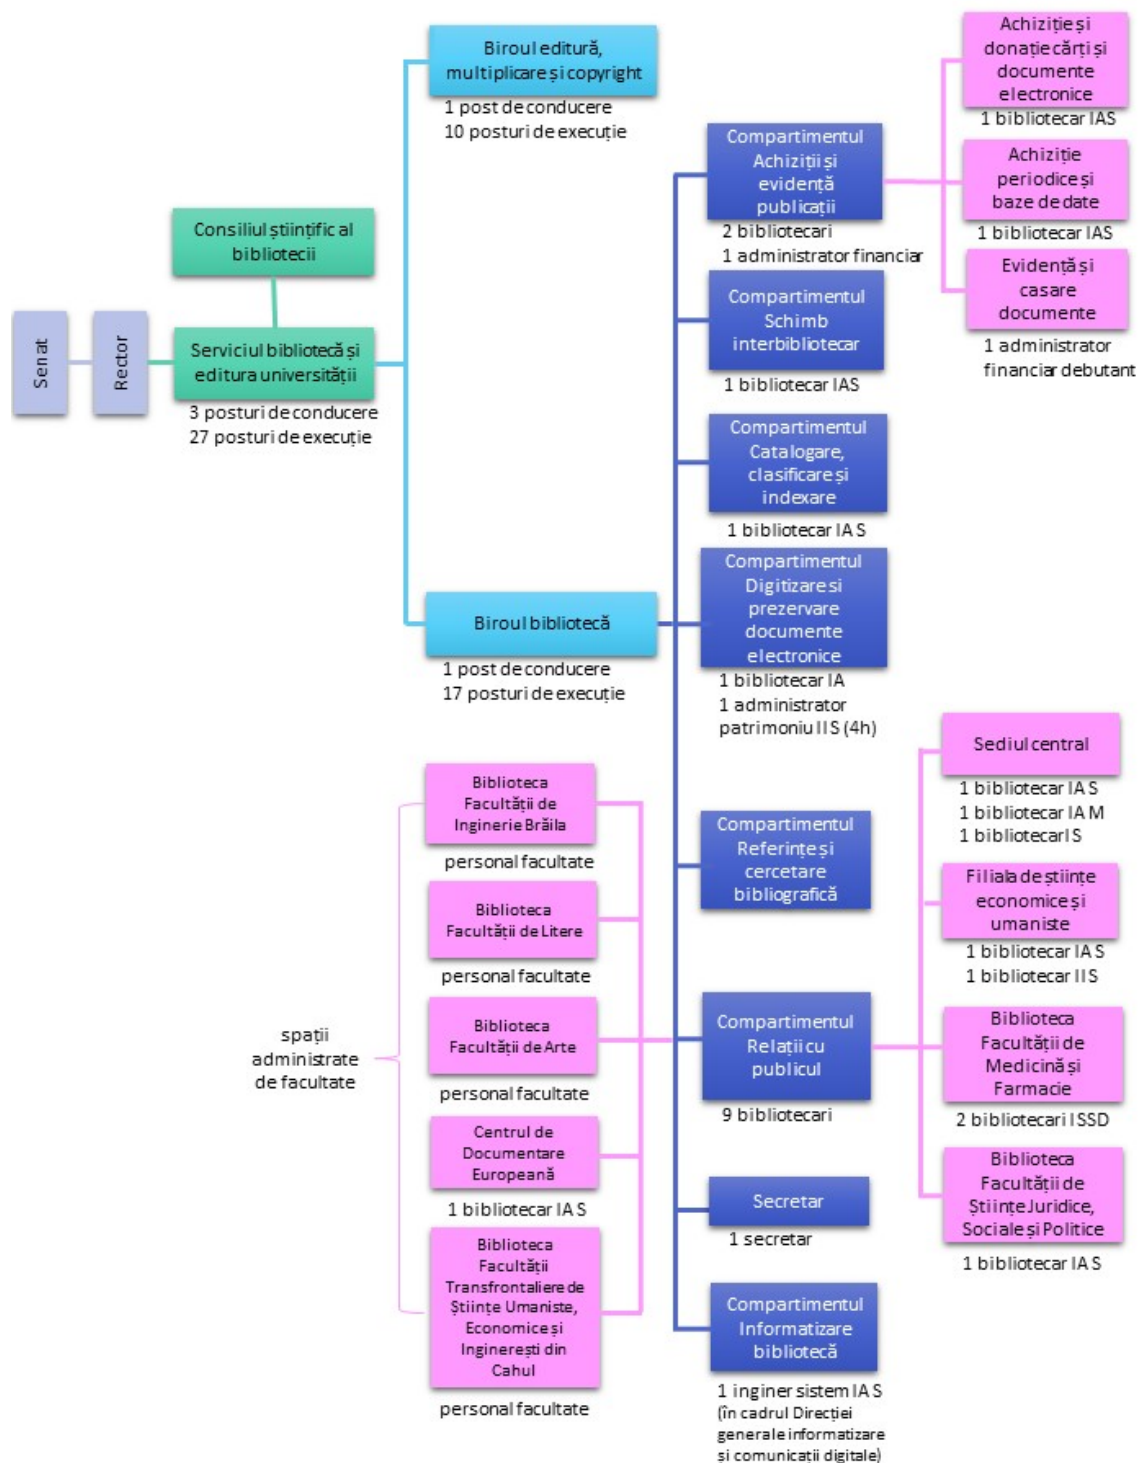 Senat
Rector
Consiliul științific al
bibliotecii
Serviciul bibliotecă și
editura universității
3 posturi de conducere
27 posturi de execuție
Biroul editură,
multiplicare și copyright
1 post de conducere
10 posturi de execuție
Biroul bibliotecă
1 post de conducere
17 posturi de execuție
Compartimentul
Achiziții și
evidență
publicații
2 bibliotecari
1 administrator financiar
Achiziție și
donație cărți și
documente
electronice
1 bibliotecar IAS
Achiziție
periodice și
baze de date
1 bibliotecar IAS
Evidență și
casare
documente
1 administrator
financiar debutant
Compartimentul
Schimb
interbibliotecar
1 bibliotecar IAS
Compartimentul
Catalogare,
clasificare și
indexare
1 bibliotecar IA S
Compartimentul
Digitizare si
prezervare
documente
electronice
1 bibliotecar IA
1 administrator
patrimoniu II S (4h)
Compartimentul
Referințe și
cercetare
bibliografică
Compartimentul
Relații cu
publicul
9 bibliotecari
Sediul central
1 bibliotecar IA S
1 bibliotecar IA M
1 bibliotecar I S
Filiala de științe
economice și
umaniste
1 bibliotecar IA S
1 bibliotecar II S
Biblioteca
Facultății de
Medicină și
Farmacie
2 bibliotecari I SSD
Biblioteca
Facultății de
Științe Juridice,
Sociale și Politice
1 bibliotecar IA S
Secretar
1 secretar
Compartimentul
Informatizare
bibliotecă
1 inginer sistem IA S
(în cadrul Direcției
generale informatizare
și comunicații digitale)
spații
administrate
de facultate
Biblioteca
Facultății de
Inginerie Brăila
personal facultate
Biblioteca
Facultății de Litere
personal facultate
Biblioteca
Facultății de Arte
personal facultate
Centrul de
Documentare
Europeană
1 bibliotecar IA S
Biblioteca
Facultății
Transfrontaliere de
Științe Umaniste,
Economice și
Inginerești din
Cahul
personal facultate